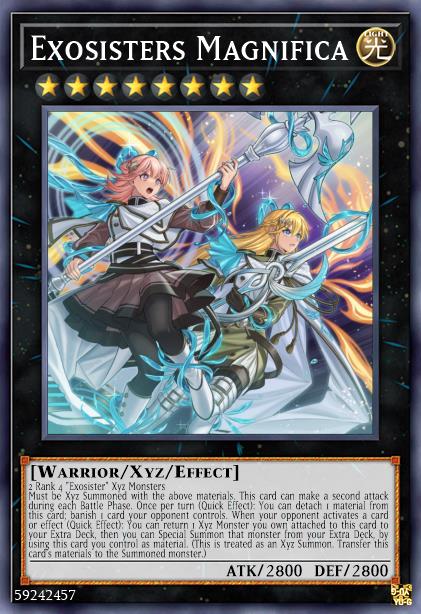 EXOSISTERS MAGNIFICA
LIGHT
光
[WARRIOR/XYZ/EFFECT]
2 Rank 4 "Exosister" Xyz Monsters
Must be Xyz Summoned with the above materials. This card can make a second attack
during each Battle Phase. Once per turn (Quick Effect): You can detach 1 material from
this card; banish 1 card your opponent controls. When your opponent activates a card
or effect (Quick Effect): You can return 1 Xyz Monster you own attached to this card to
your Extra Deck, then you can Special Summon that monster from your Extra Deck, by
using this card you control as material. (This is treated as an Xyz Summon. Transfer this
card's materials to the Summoned monster.)
ATK/2800 DEF/2800
59242457